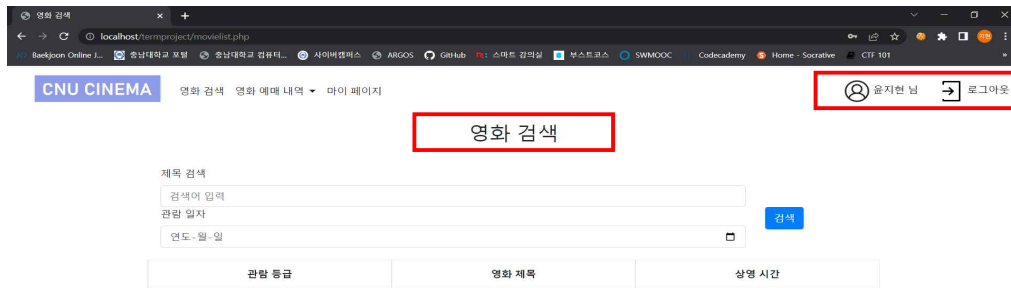 영화 검색
localhost/termproject/movielist.php
Baekjoon Online J... 충남대학교 포털 충남대학교 컴퓨터... 사이버캠퍼스 ARGOS GitHub 스마트 강의실 부스트코스 SWMOOC Codecademy Home - Socrative CTF 101
CNU CINEMA 영화 검색 영화 예매 내역 마이 페이지 윤지현 님 로그아웃
영화 검색
제목 검색
검색어 입력
관람 일자
검색
연도-월-일
관람 등급 영화 제목 상영 시간